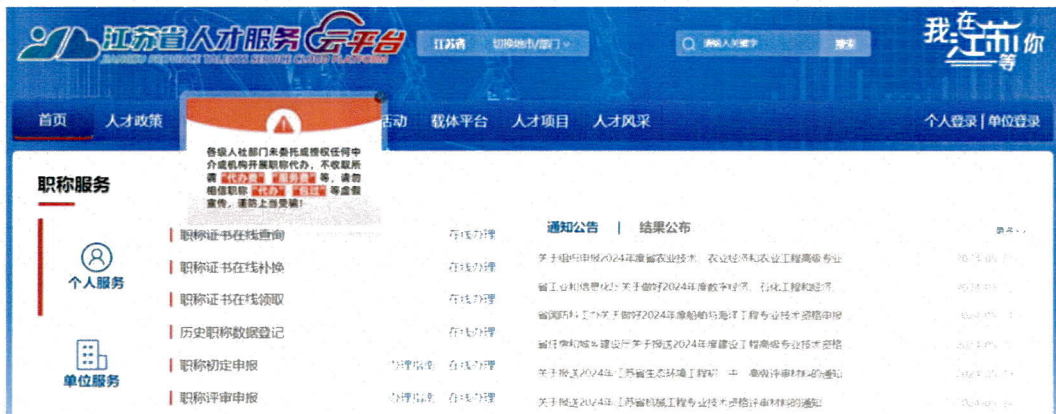 江苏省人才服务云平台
JIANGSU PROVINCE TALENTS SERVICE CLOUD PLATFORM
江苏省 切换地市/部门
请输入关键字 搜索
我在江苏等你
首页 人才政策 活动 载体平台 人才项目 人才风采 个人登录 | 单位登录
各级人社部门未委托或授权任何中
介或机构开展职称代办，不收取所
谓“代办费”“服务费”等，请勿
相信职称“代办”“包过”等虚假
宣传，谨防上当受骗！
职称服务
个人服务
单位服务
职称证书在线查询 在线办理
职称证书在线补换 在线办理
职称证书在线领取 在线办理
历史职称数据登记 在线办理
职称初定申报 办理指南 在线办理
职称评审申报 办理指南 在线办理
通知公告 | 结果公布 更多
关于组织申报2024年度省农业技术、农业经济和农业工程高级专业
省工业和信息化厅关于做好2024年度数字经济、石化工程和经济
省国防科工办关于做好2024年度船舶与海洋工程专业技术资格申报
省住房和城乡建设厅关于报送2024年度建设工程高级专业技术资格
关于报送2024年江苏省生态环境工程初、中、高级评审材料的通知
关于报送2024年江苏省机械工程专业技术资格评审材料的通知